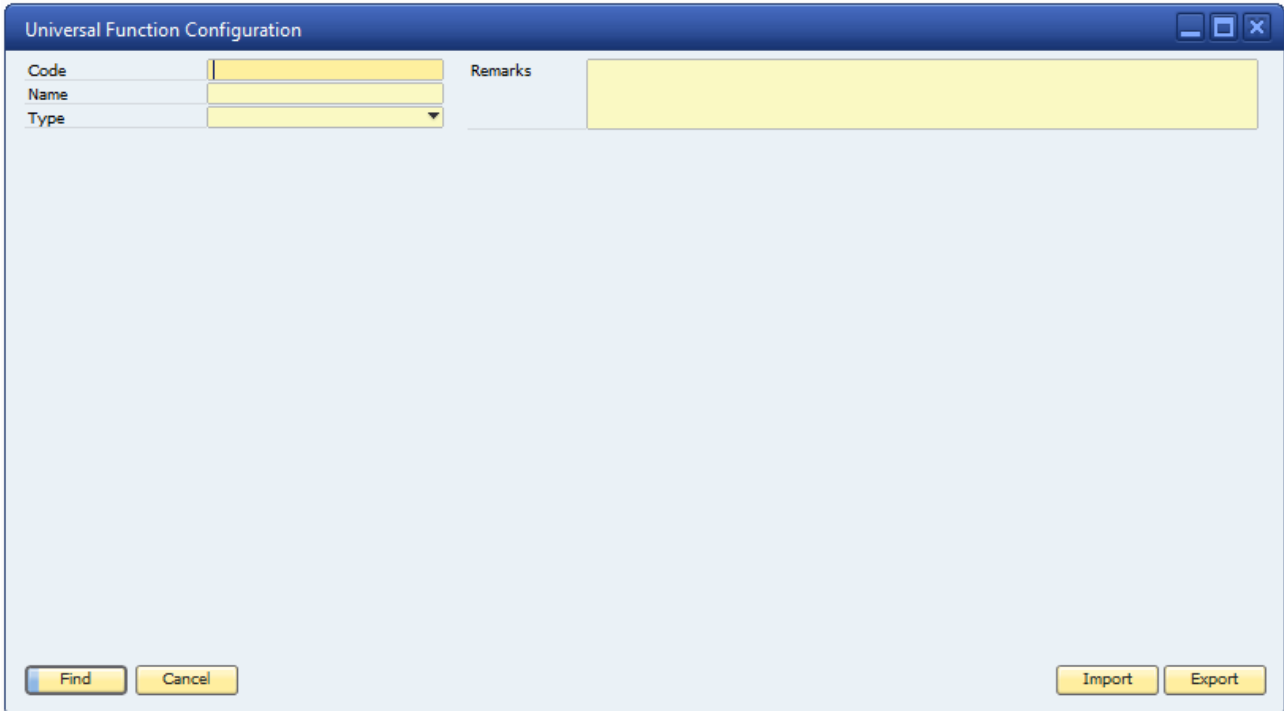 Universal Function Configuration
Code
Remarks
Name
Type
Find
Cancel
Import
Export